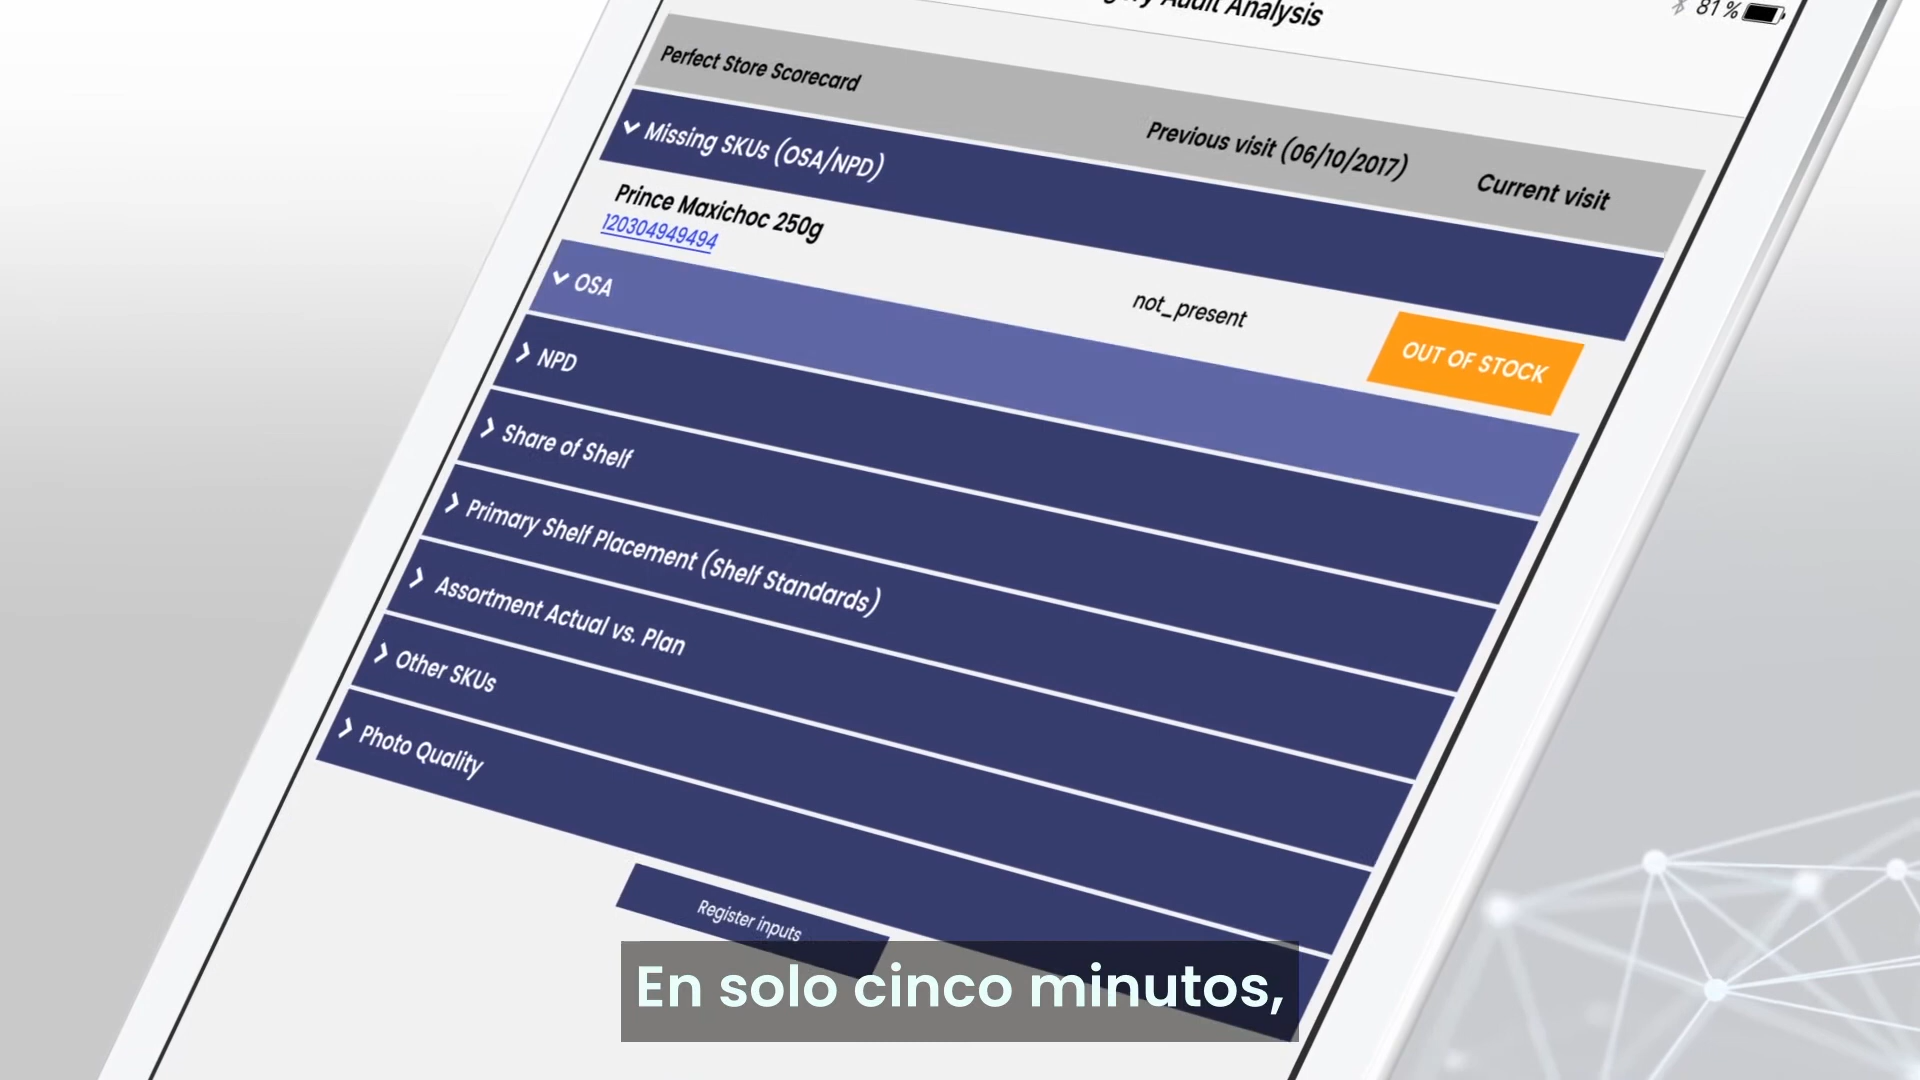 Audit Analysis
81 %
Perfect Store Scorecard
Previous visit (06/10/2017)
Current visit
Missing SKUs (OSA/NPD)
Prince Maxichoc 250g
120304949494
not_present
OUT OF STOCK
OSA
NPD
Share of Shelf
Primary Shelf Placement (Shelf Standards)
Assortment Actual vs. Plan
Other SKUs
Photo Quality
Register inputs
En solo cinco minutos,